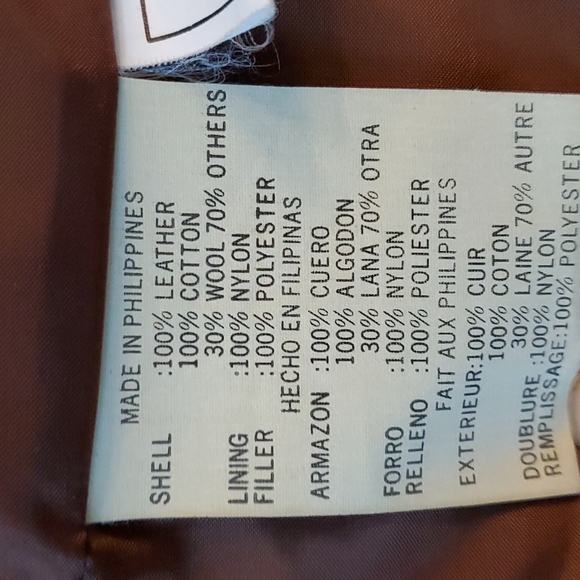 MADE IN PHILIPPINES
SHELL :100% LEATHER
100% COTTON
30% WOOL 70% OTHERS
LINING :100% NYLON
FILLER :100% POLYESTER
HECHO EN FILIPINAS
ARMAZON :100% CUERO
100% ALGODON
30% LANA 70% OTRA
FORRO :100% NYLON
RELLENO :100% POLIESTER
FAIT AUX PHILIPPINES
EXTERIEUR:100% CUIR
100% COTON
30% LAINE 70% AUTRE
DOUBLURE :100% NYLON
REMPLISSAGE:100% POLYESTER